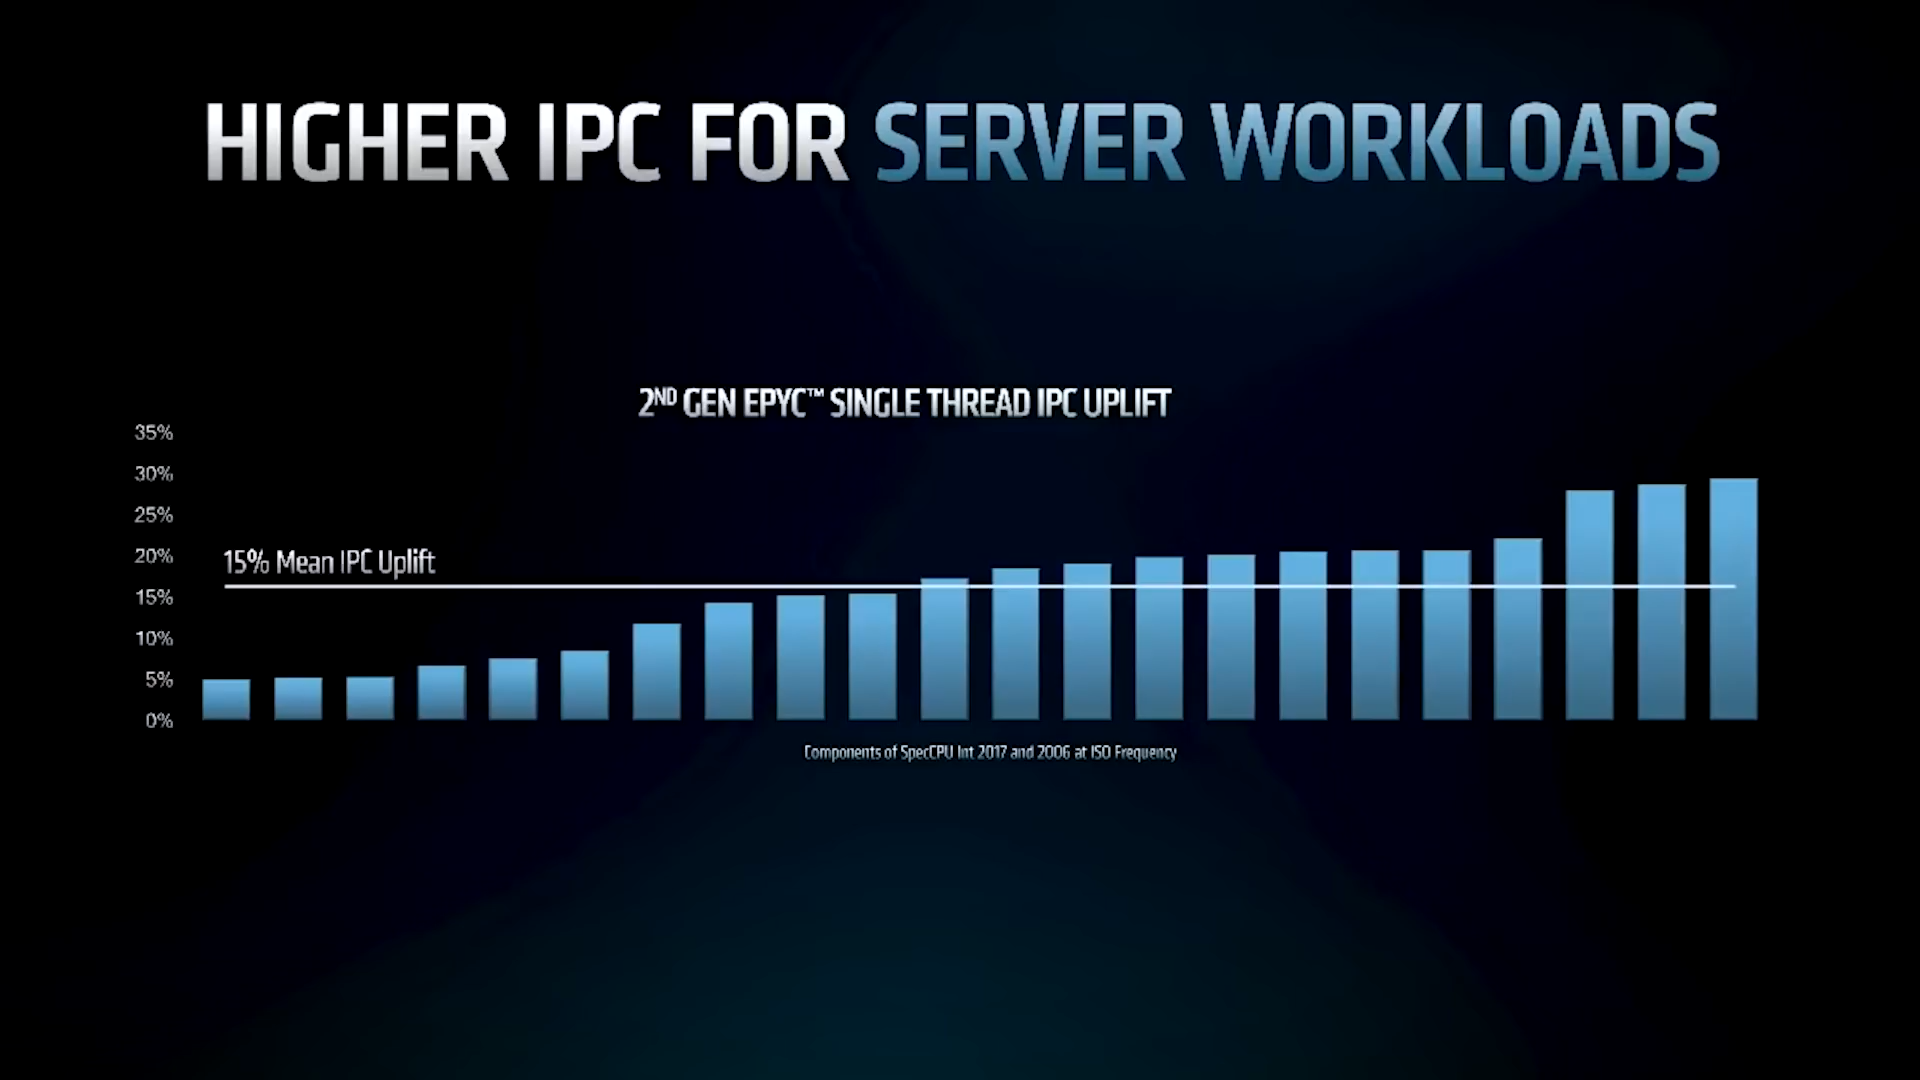 HIGHER IPC FOR SERVER WORKLOADS
2ND GEN EPYC™ SINGLE THREAD IPC UPLIFT
35%
30%
25%
20%
15% Mean IPC Uplift
15%
10%
5%
0%
Components of SpecCPU Int 2017 and 2006 at ISO Frequency